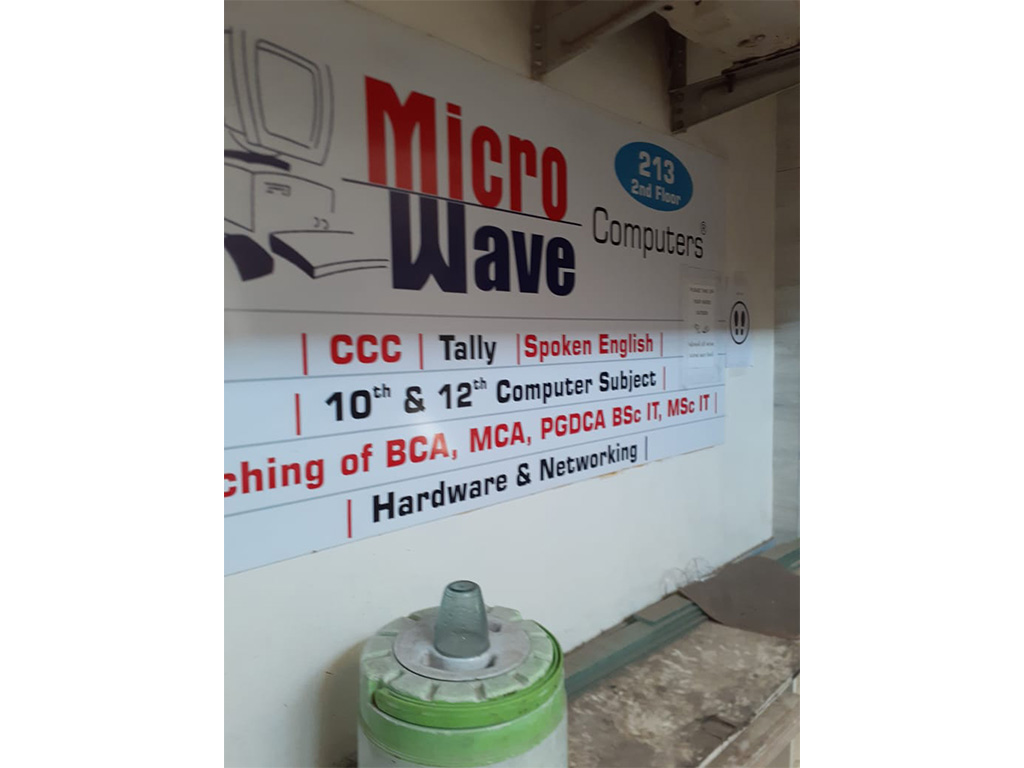 Micro
Wave
213
2nd Floor
Computers®
| CCC | Tally | Spoken English |
| 10th & 12th Computer Subject |
ching of BCA, MCA, PGDCA BSc IT, MSc IT |
| Hardware & Networking |